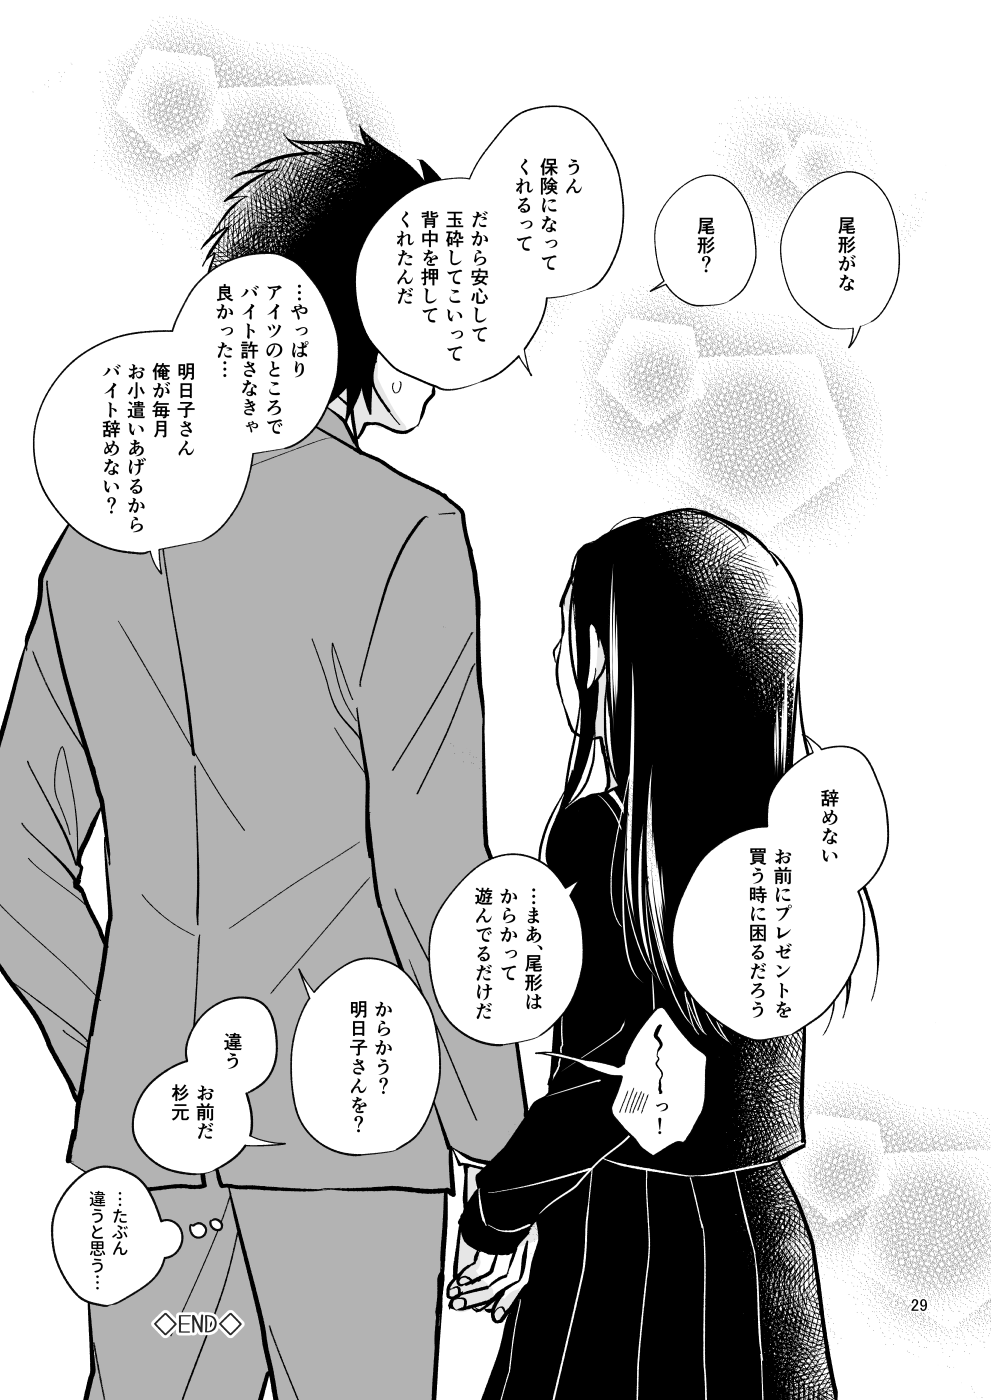 尾形がな
尾形？
うん
保険になって
くれるって
だから安心して
玉砕してこいって
背中を押して
くれたんだ
…やっぱり
アイツのところで
バイト許さなきゃ
良かった…
明日子さん
俺が毎月
お小遣いあげるから
バイト辞めない？
辞めない
お前にプレゼントを
買う時に困るだろう
〜〜〜っ！
…まあ、尾形は
からかって
遊んでるだけだ
からかう？
明日子さんを？
違う
お前だ
杉元
…たぶん
違うと思う…
◇END◇
29